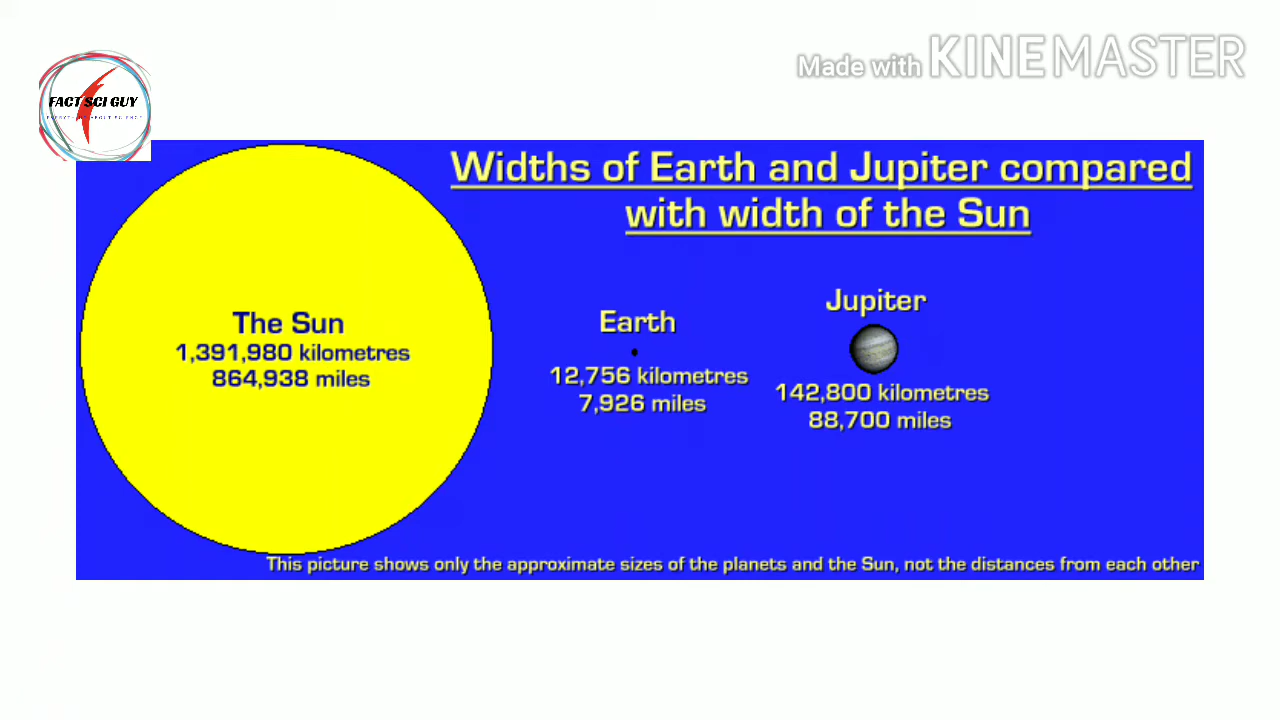 Made with KINEMASTER
FACT SCI GUY
EVERYTHING ABOUT SCIENCE
Widths of Earth and Jupiter compared
with width of the Sun
The Sun
1,391,980 kilometres
864,938 miles
Earth
12,756 kilometres
7,926 miles
Jupiter
142,800 kilometres
88,700 miles
This picture shows only the approximate sizes of the planets and the Sun, not the distances from each other